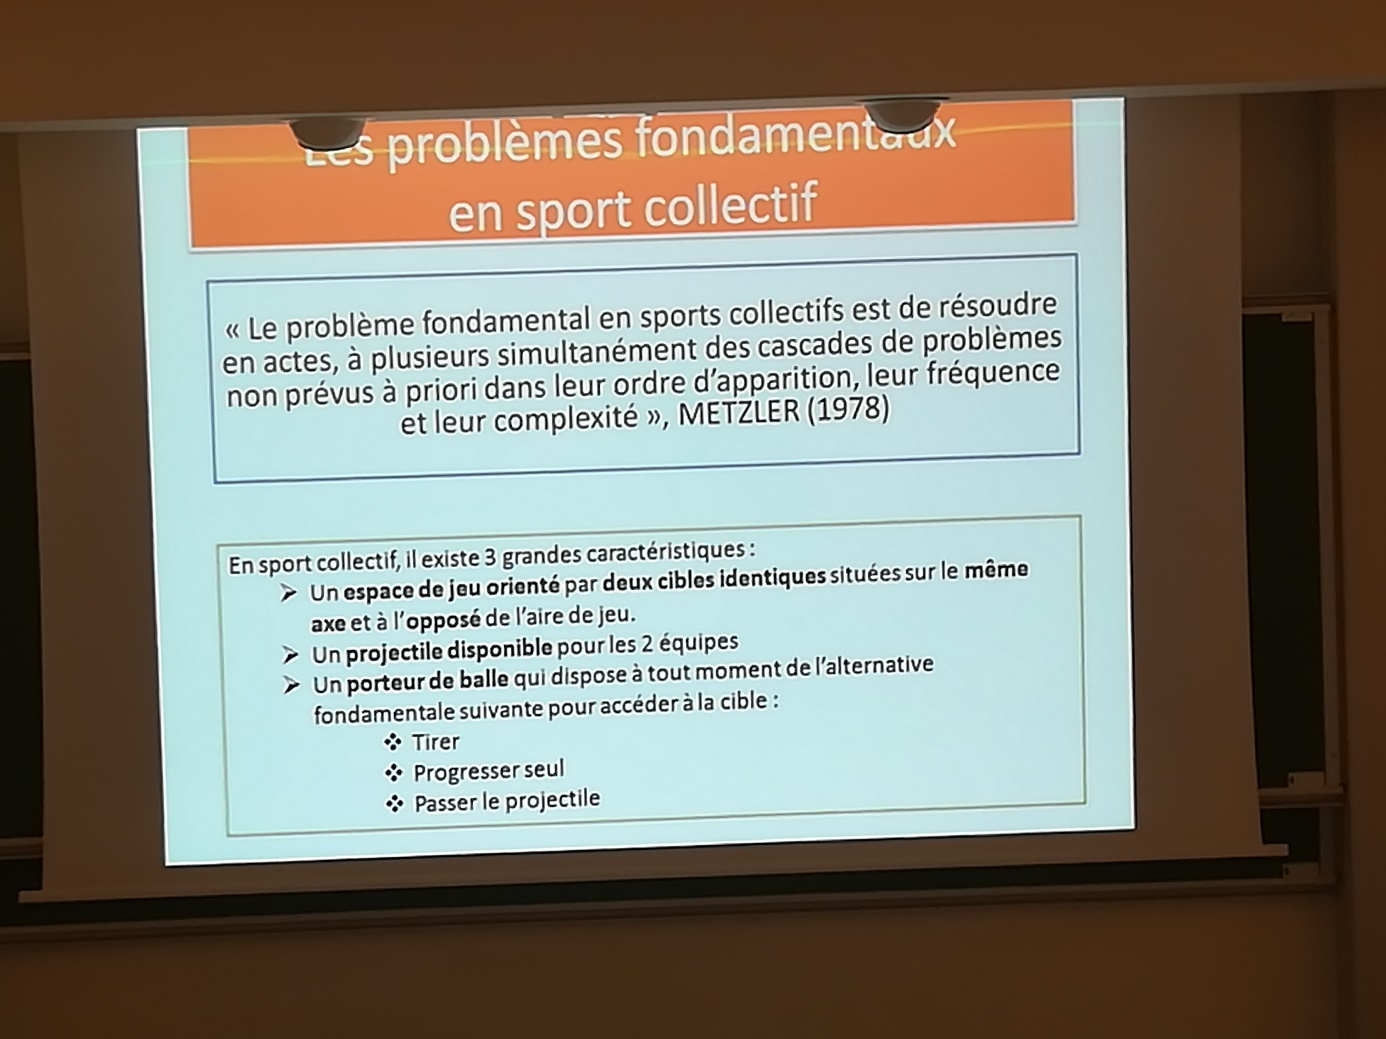 Les problèmes fondamentaux
en sport collectif
« Le problème fondamental en sports collectifs est de résoudre
en actes, à plusieurs simultanément des cascades de problèmes
non prévus à priori dans leur ordre d’apparition, leur fréquence
et leur complexité », METZLER (1978)
En sport collectif, il existe 3 grandes caractéristiques :
➢ Un espace de jeu orienté par deux cibles identiques situées sur le même
axe et à l’opposé de l’aire de jeu.
➢ Un projectile disponible pour les 2 équipes
➢ Un porteur de balle qui dispose à tout moment de l’alternative
fondamentale suivante pour accéder à la cible :
❖ Tirer
❖ Progresser seul
❖ Passer le projectile